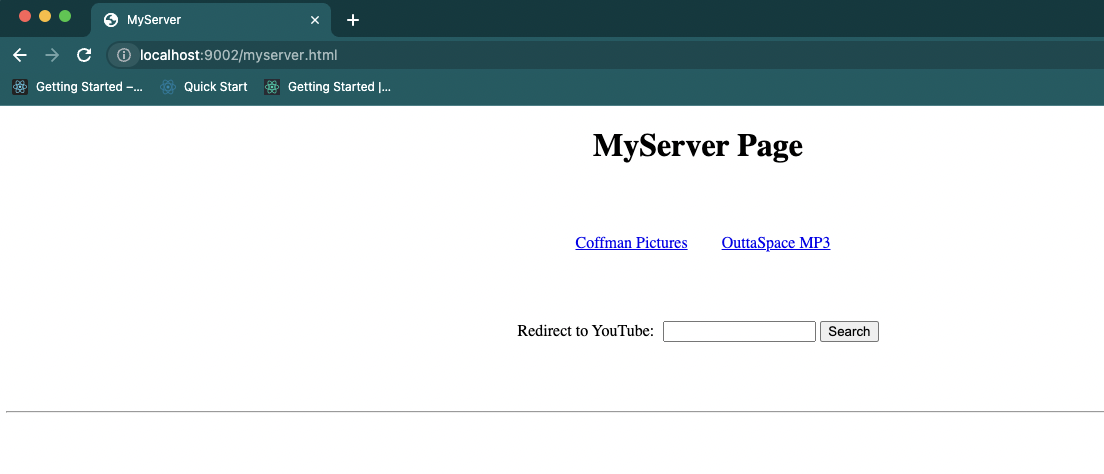 MyServer
localhost:9002/myserver.html
Getting Started –... Quick Start Getting Started |...
MyServer Page
Coffman Pictures OuttaSpace MP3
Redirect to YouTube: Search